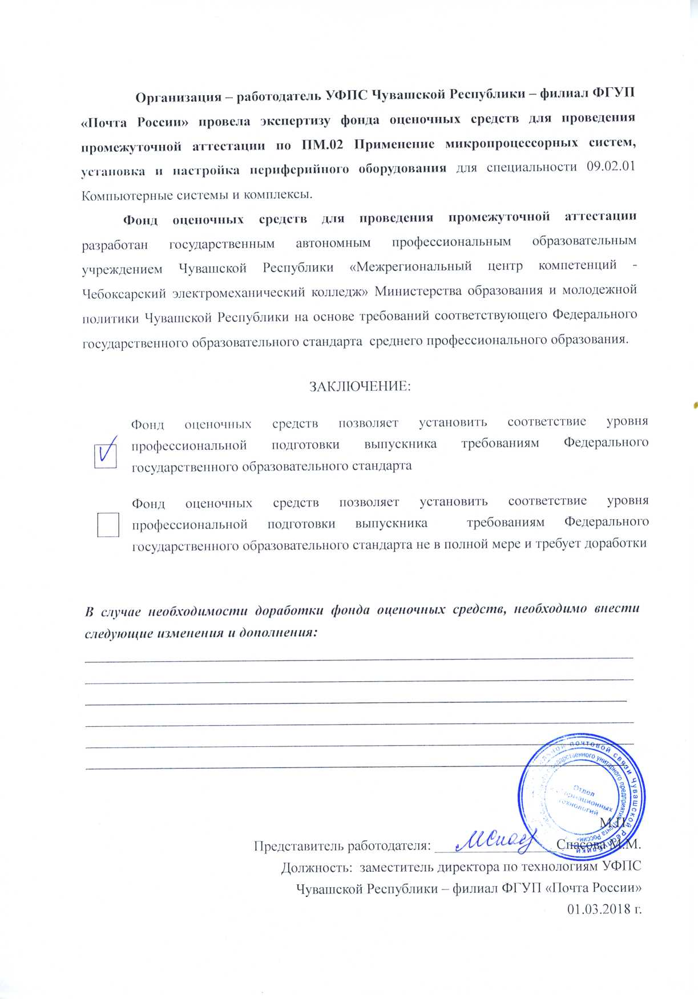 Организация – работодатель УФПС Чувашской Республики – филиал ФГУП
«Почта России» провела экспертизу фонда оценочных средств для проведения
промежуточной аттестации по ПМ.02 Применение микропроцессорных систем,
установка и настройка периферийного оборудования для специальности 09.02.01
Компьютерные системы и комплексы.
Фонд оценочных средств для проведения промежуточной аттестации
разработан государственным автономным профессиональным образовательным
учреждением Чувашской Республики «Межрегиональный центр компетенций -
Чебоксарский электромеханический колледж» Министерства образования и молодежной
политики Чувашской Республики на основе требований соответствующего Федерального
государственного образовательного стандарта среднего профессионального образования.
ЗАКЛЮЧЕНИЕ:
Фонд оценочных средств позволяет установить соответствие уровня
профессиональной подготовки выпускника требованиям Федерального
государственного образовательного стандарта
Фонд оценочных средств позволяет установить соответствие уровня
профессиональной подготовки выпускника требованиям Федерального
государственного образовательного стандарта не в полной мере и требует доработки
В случае необходимости доработки фонда оценочных средств, необходимо внести
следующие изменения и дополнения:
почтовой связи Чувашской Республики
унитарного предприятия «Почта России»
Отдел
технологий
М.П.
Представитель работодателя: Спасова М.М.
Должность: заместитель директора по технологиям УФПС
Чувашской Республики – филиал ФГУП «Почта России»
01.03.2018 г.